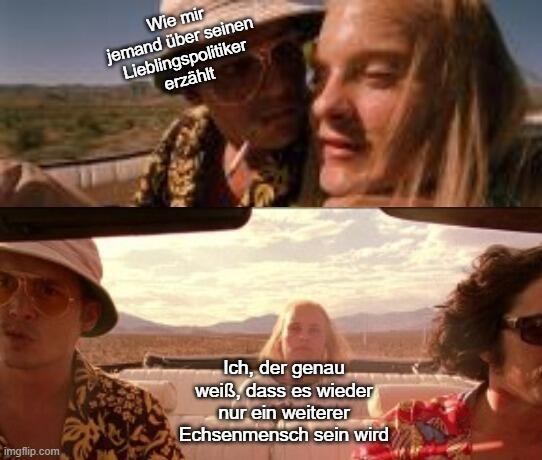 Wie mir
jemand über seinen
Lieblingspolitiker
erzählt
Ich, der genau
weiß, dass es wieder
nur ein weiterer
Echsenmensch sein wird
imgflip.com